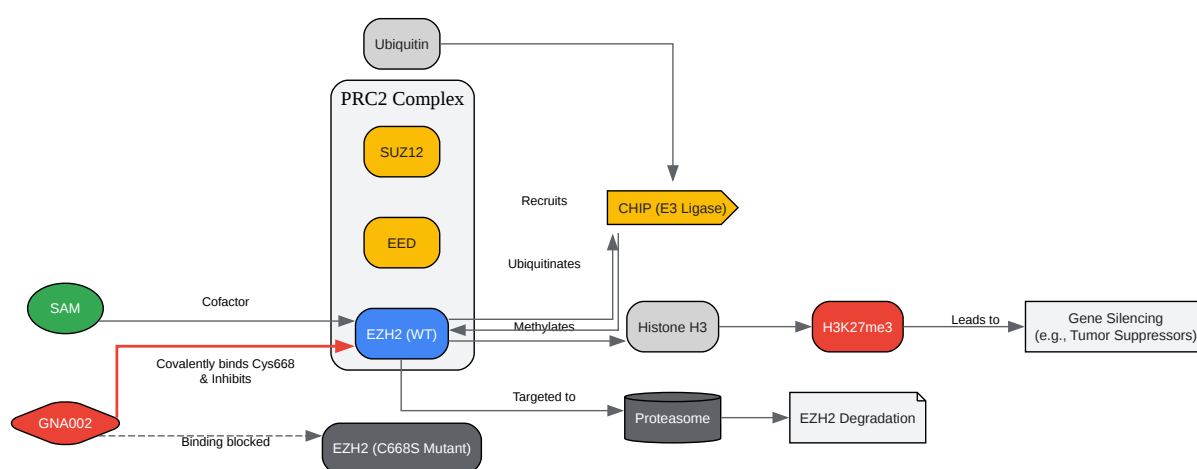 Ubiquitin
PRC2 Complex
SUZ12
Recruits
CHIP (E3 Ligase)
EED
Ubiquitinates
SAM
Cofactor
EZH2 (WT)
Methylates
Histone H3
H3K27me3
Leads to
Gene Silencing
(e.g., Tumor Suppressors)
Covalently binds Cys668
& Inhibits
Targeted to
Proteasome
EZH2 Degradation
GNA002
Binding blocked
EZH2 (C668S Mutant)